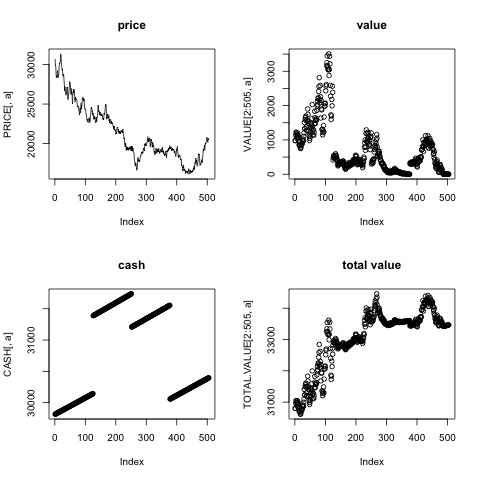 price
PRICE[, a]
20000
25000
30000
0 100 200 300 400 500
Index
value
VALUE[2:505, a]
0
1000
2000
3000
0 100 200 300 400 500
Index
cash
CASH[, a]
30000
31000
0 100 200 300 400 500
Index
total value
TOTAL.VALUE[2:505, a]
31000
33000
0 100 200 300 400 500
Index